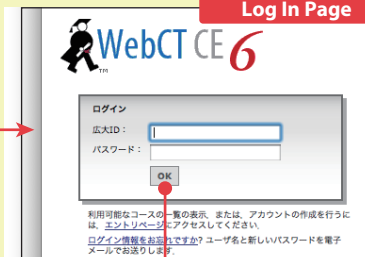 Log In Page
WebCT CE 6
TM
ログイン
広大ID：
パスワード：
OK
利用可能なコースの一覧の表示，または，アカウントの作成を行うに
は，エントリページにアクセスしてください．
ログイン情報をお忘れですか? ユーザ名と新しいパスワードを電子
メールでお送りします．